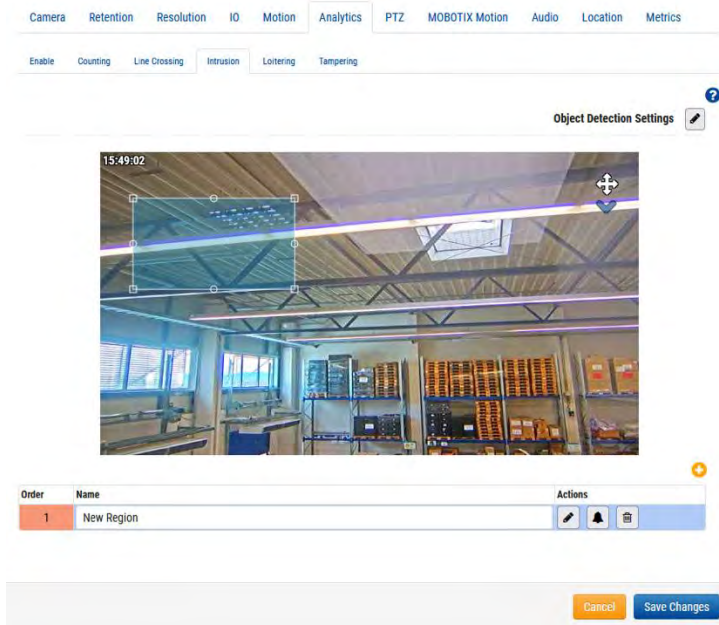 Camera Retention Resolution IO Motion Analytics PTZ MOBOTIX Motion Audio Location Metrics
Enable Counting Line Crossing Intrusion Loitering Tampering
?
Object Detection Settings
15:49:02
Order Name Actions
1 New Region
Cancel Save Changes